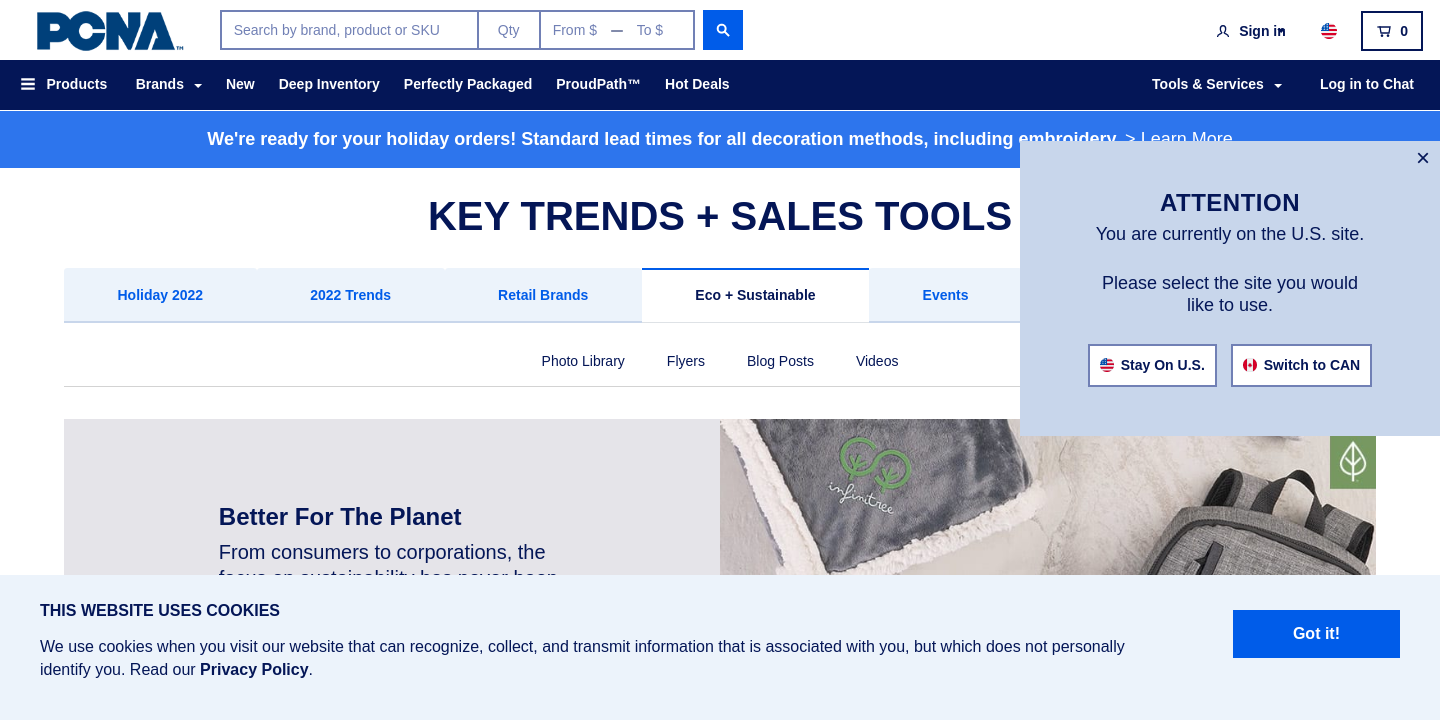 PCNA™
Search by brand, product or SKU
Qty
From $ — To $
Sign in
0
Products
Brands
New
Deep Inventory
Perfectly Packaged
ProudPath™
Hot Deals
Tools & Services
Log in to Chat
We're ready for your holiday orders! Standard lead times for all decoration methods, including embroidery. > Learn More
×
ATTENTION
You are currently on the U.S. site.
Please select the site you would
like to use.
Stay On U.S.
Switch to CAN
KEY TRENDS + SALES TOOLS
Holiday 2022
2022 Trends
Retail Brands
Eco + Sustainable
Events
Photo Library
Flyers
Blog Posts
Videos
infinitree
Better For The Planet
From consumers to corporations, the
focus on sustainability has never been
THIS WEBSITE USES COOKIES
We use cookies when you visit our website that can recognize, collect, and transmit information that is associated with you, but which does not personally
identify you. Read our Privacy Policy.
Got it!